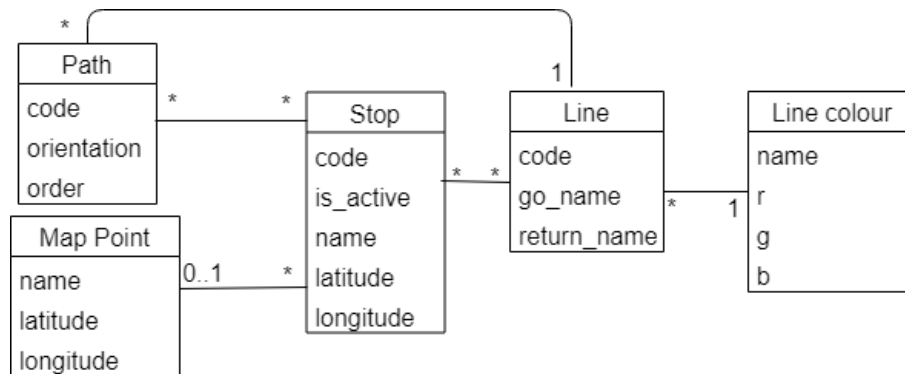 *
Path
code
orientation
order
*
*
Stop
code
is_active
name
latitude
longitude
1
Line
code
go_name
return_name
*
*
Line colour
name
r
g
b
*
1
Map Point
name
latitude
longitude
0..1
*